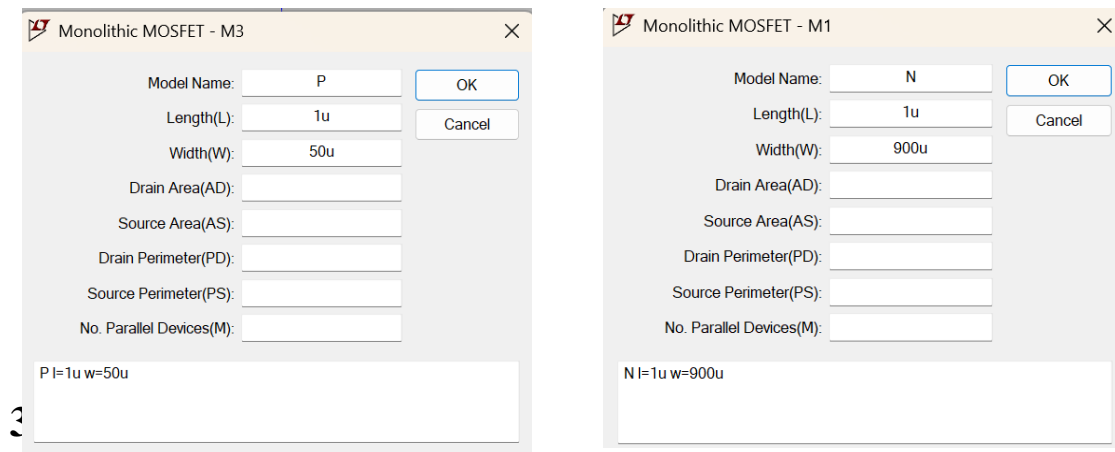 Monolithic MOSFET - M3
Model Name: P
OK
Length(L): 1u
Cancel
Width(W): 50u
Drain Area(AD):
Source Area(AS):
Drain Perimeter(PD):
Source Perimeter(PS):
No. Parallel Devices(M):
P l=1u w=50u
Monolithic MOSFET - M1
Model Name: N
OK
Length(L): 1u
Cancel
Width(W): 900u
Drain Area(AD):
Source Area(AS):
Drain Perimeter(PD):
Source Perimeter(PS):
No. Parallel Devices(M):
N l=1u w=900u